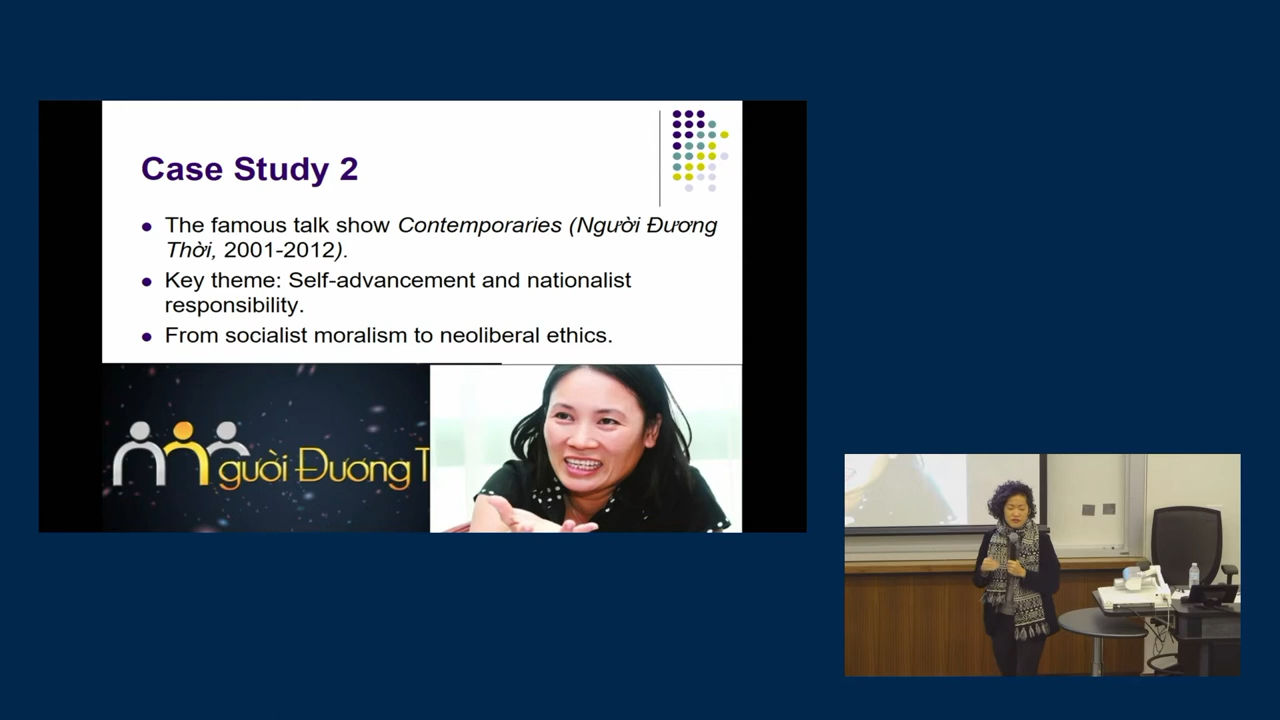 Case Study 2
The famous talk show Contemporaries (Người Đương
Thời, 2001-2012).
Key theme: Self-advancement and nationalist
responsibility.
From socialist moralism to neoliberal ethics.
gười Đương T